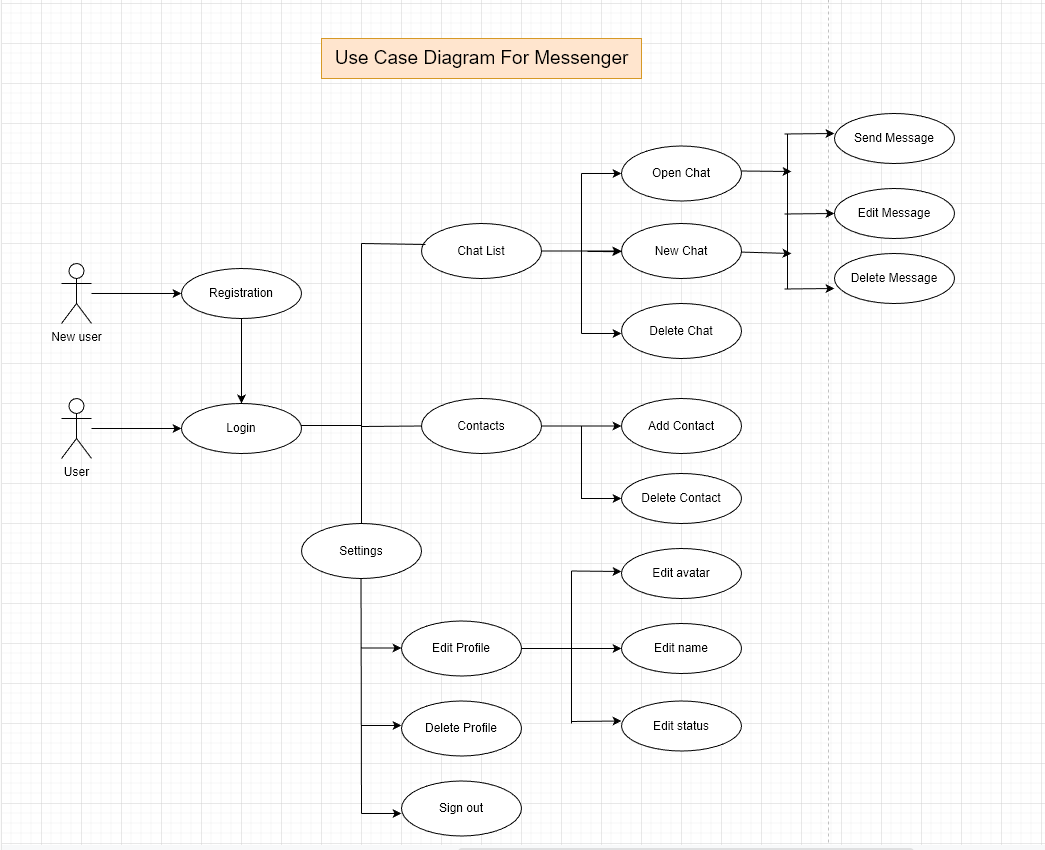 Use Case Diagram For Messenger
Send Message
Open Chat
Edit Message
Chat List
New Chat
Delete Message
Registration
New user
Delete Chat
Login
Contacts
Add Contact
User
Delete Contact
Settings
Edit avatar
Edit Profile
Edit name
Delete Profile
Edit status
Sign out